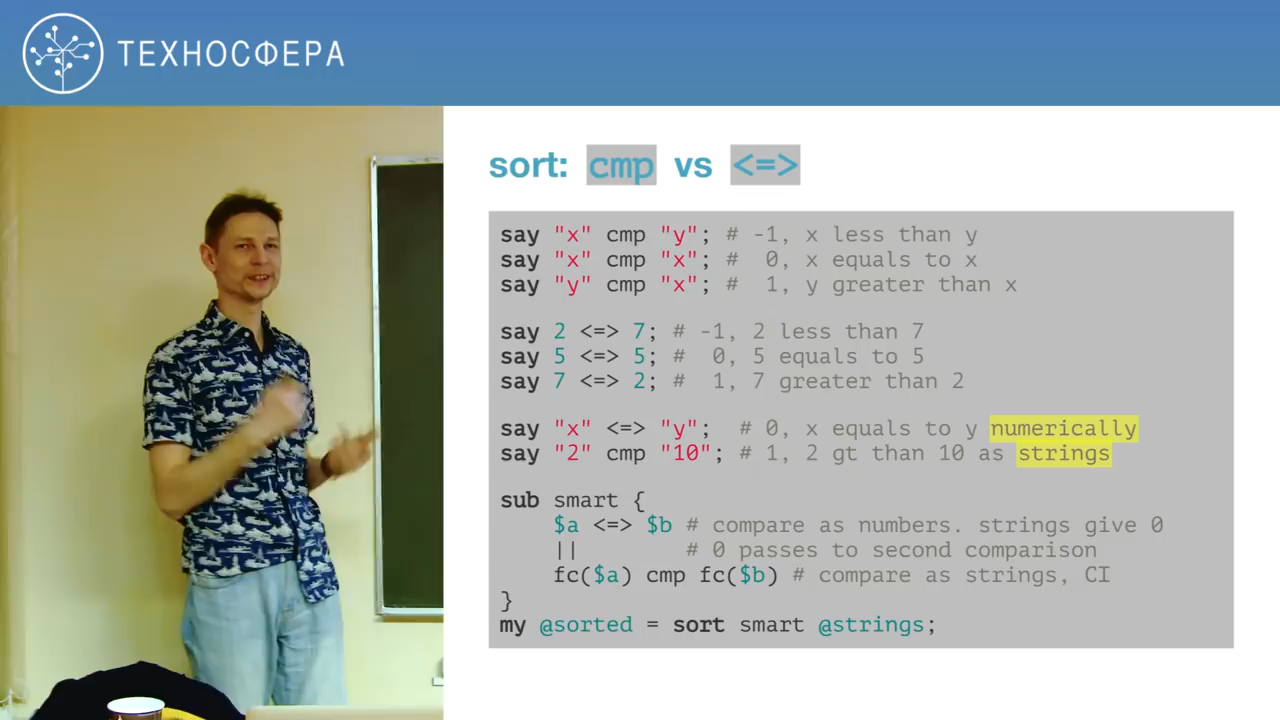 ТЕХНОСФЕРА
sort: cmp vs <=>
say "x" cmp "y"; # -1, x less than y
say "x" cmp "x"; #  0, x equals to x
say "y" cmp "x"; #  1, y greater than x
say 2 <=> 7; # -1, 2 less than 7
say 5 <=> 5; #  0, 5 equals to 5
say 7 <=> 2; #  1, 7 greater than 2
say "x" <=> "y";  # 0, x equals to y numerically
say "2" cmp "10"; # 1, 2 gt than 10 as strings
sub smart {
    $a <=> $b # compare as numbers. strings give 0
    ||        # 0 passes to second comparison
    fc($a) cmp fc($b) # compare as strings, CI
}
my @sorted = sort smart @strings;